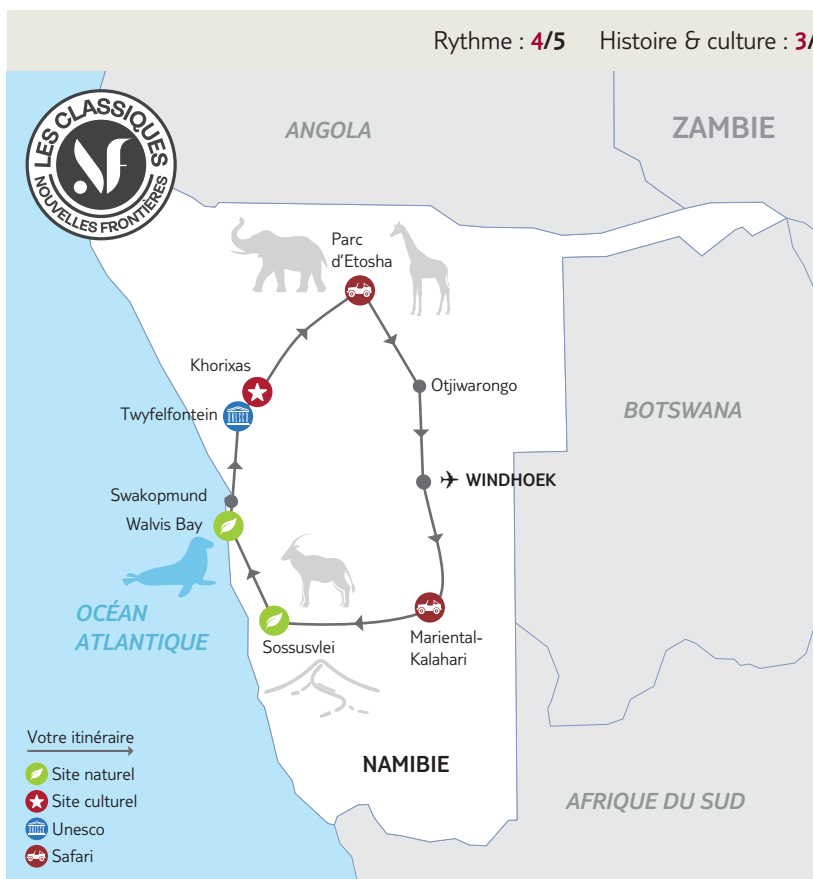 Rythme : 4/5 Histoire & culture : 3/
LES CLASSIQUES
NOUVELLES FRONTIÈRES
ANGOLA
ZAMBIE
Parc
d'Etosha
Khorixas
Otjiwarongo
Twyfelfontein
BOTSWANA
WINDHOEK
Swakopmund
Walvis Bay
OCÉAN
ATLANTIQUE
Mariental-
Kalahari
Sossusvlei
Votre itinéraire
Site naturel
Site culturel
Unesco
Safari
NAMIBIE
AFRIQUE DU SUD